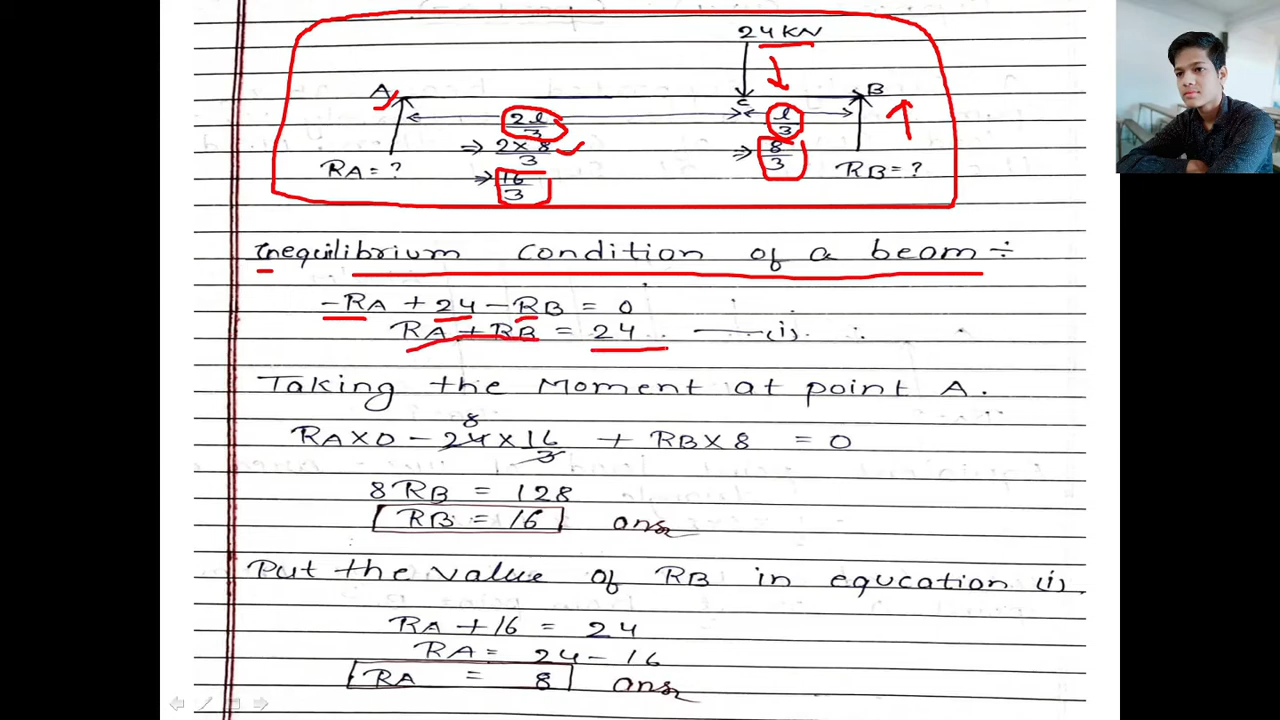 24 KN
A C B
2l/3 l/3
⇒ 2×8/3 ⇒ 8/3
RA = ? ⇒ 16/3 RB = ?
Inequilibrium condition of a beam ÷
-RA + 24 - RB = 0
RA + RB = 24 ——(i)
Taking the Moment at point A.
RA×0 - 24×16/3 + RB×8 = 0
8
8RB = 128
RB = 16 ans
Put the value of RB in equcation (i).
RA + 16 = 24
RA = 24 - 16
RA = 8 ans